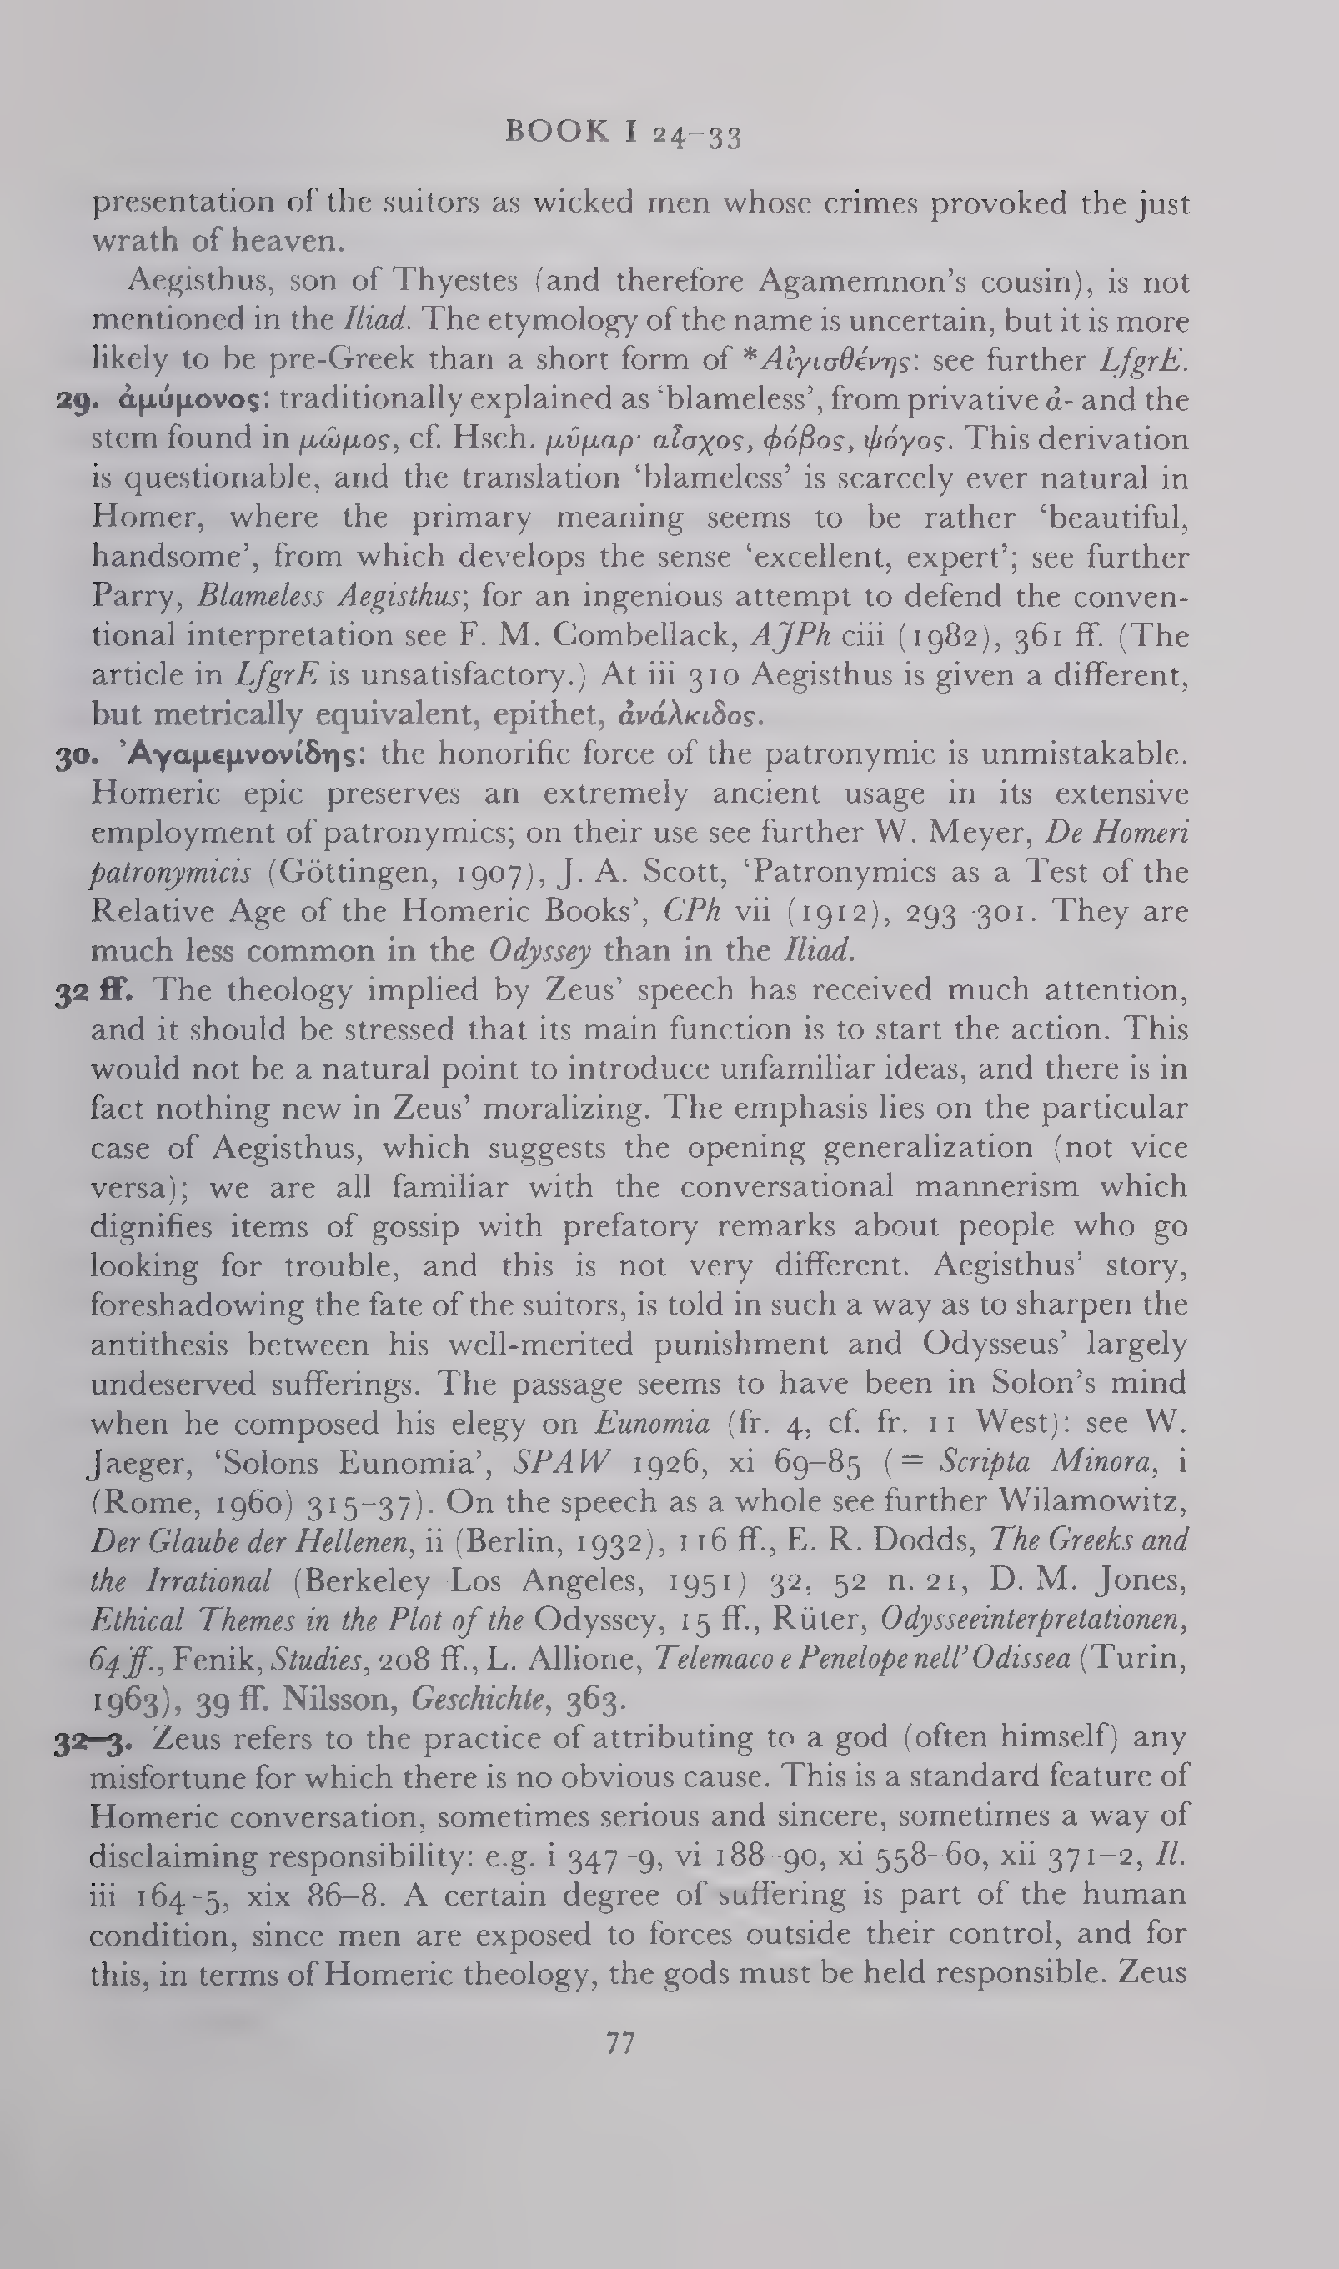 BOOK I 24–33
presentation of the suitors as wicked men whose crimes provoked the just
wrath of heaven.
Aegisthus, son of Thyestes (and therefore Agamemnon's cousin), is not
mentioned in the Iliad. The etymology of the name is uncertain, but it is more
likely to be pre-Greek than a short form of *Αἰγισθένης: see further LfgrE.
29. ἀμύμονος: traditionally explained as 'blameless', from privative ἀ- and the
stem found in μῶμος, cf. Hsch. μῦμαρ· αἶσχος, φόβος, ψόγος. This derivation
is questionable, and the translation 'blameless' is scarcely ever natural in
Homer, where the primary meaning seems to be rather 'beautiful,
handsome', from which develops the sense 'excellent, expert'; see further
Parry, Blameless Aegisthus; for an ingenious attempt to defend the conven-
tional interpretation see F. M. Combellack, AJPh ciii (1982), 361 ff. (The
article in LfgrE is unsatisfactory.) At iii 310 Aegisthus is given a different,
but metrically equivalent, epithet, ἀνάλκιδος.
30. Ἀγαμεμνονίδης: the honorific force of the patronymic is unmistakable.
Homeric epic preserves an extremely ancient usage in its extensive
employment of patronymics; on their use see further W. Meyer, De Homeri
patronymicis (Göttingen, 1907), J. A. Scott, 'Patronymics as a Test of the
Relative Age of the Homeric Books', CPh vii (1912), 293–301. They are
much less common in the Odyssey than in the Iliad.
32 ff. The theology implied by Zeus' speech has received much attention,
and it should be stressed that its main function is to start the action. This
would not be a natural point to introduce unfamiliar ideas, and there is in
fact nothing new in Zeus' moralizing. The emphasis lies on the particular
case of Aegisthus, which suggests the opening generalization (not vice
versa); we are all familiar with the conversational mannerism which
dignifies items of gossip with prefatory remarks about people who go
looking for trouble, and this is not very different. Aegisthus' story,
foreshadowing the fate of the suitors, is told in such a way as to sharpen the
antithesis between his well-merited punishment and Odysseus' largely
undeserved sufferings. The passage seems to have been in Solon's mind
when he composed his elegy on Eunomia (fr. 4, cf. fr. 11 West): see W.
Jaeger, 'Solons Eunomia', SPAW 1926, xi 69–85 (= Scripta Minora, i
(Rome, 1960) 315–37). On the speech as a whole see further Wilamowitz,
Der Glaube der Hellenen, ii (Berlin, 1932), 116 ff., E. R. Dodds, The Greeks and
the Irrational (Berkeley–Los Angeles, 1951) 32, 52 n. 21, D. M. Jones,
Ethical Themes in the Plot of the Odyssey, 15 ff., Rüter, Odysseeinterpretationen,
64 ff., Fenik, Studies, 208 ff., L. Allione, Telemaco e Penelope nell' Odissea (Turin,
1963), 39 ff. Nilsson, Geschichte, 363.
32–3. Zeus refers to the practice of attributing to a god (often himself) any
misfortune for which there is no obvious cause. This is a standard feature of
Homeric conversation, sometimes serious and sincere, sometimes a way of
disclaiming responsibility: e.g. i 347–9, vi 188–90, xi 558–60, xii 371–2, Il.
iii 164–5, xix 86–8. A certain degree of suffering is part of the human
condition, since men are exposed to forces outside their control, and for
this, in terms of Homeric theology, the gods must be held responsible. Zeus
77